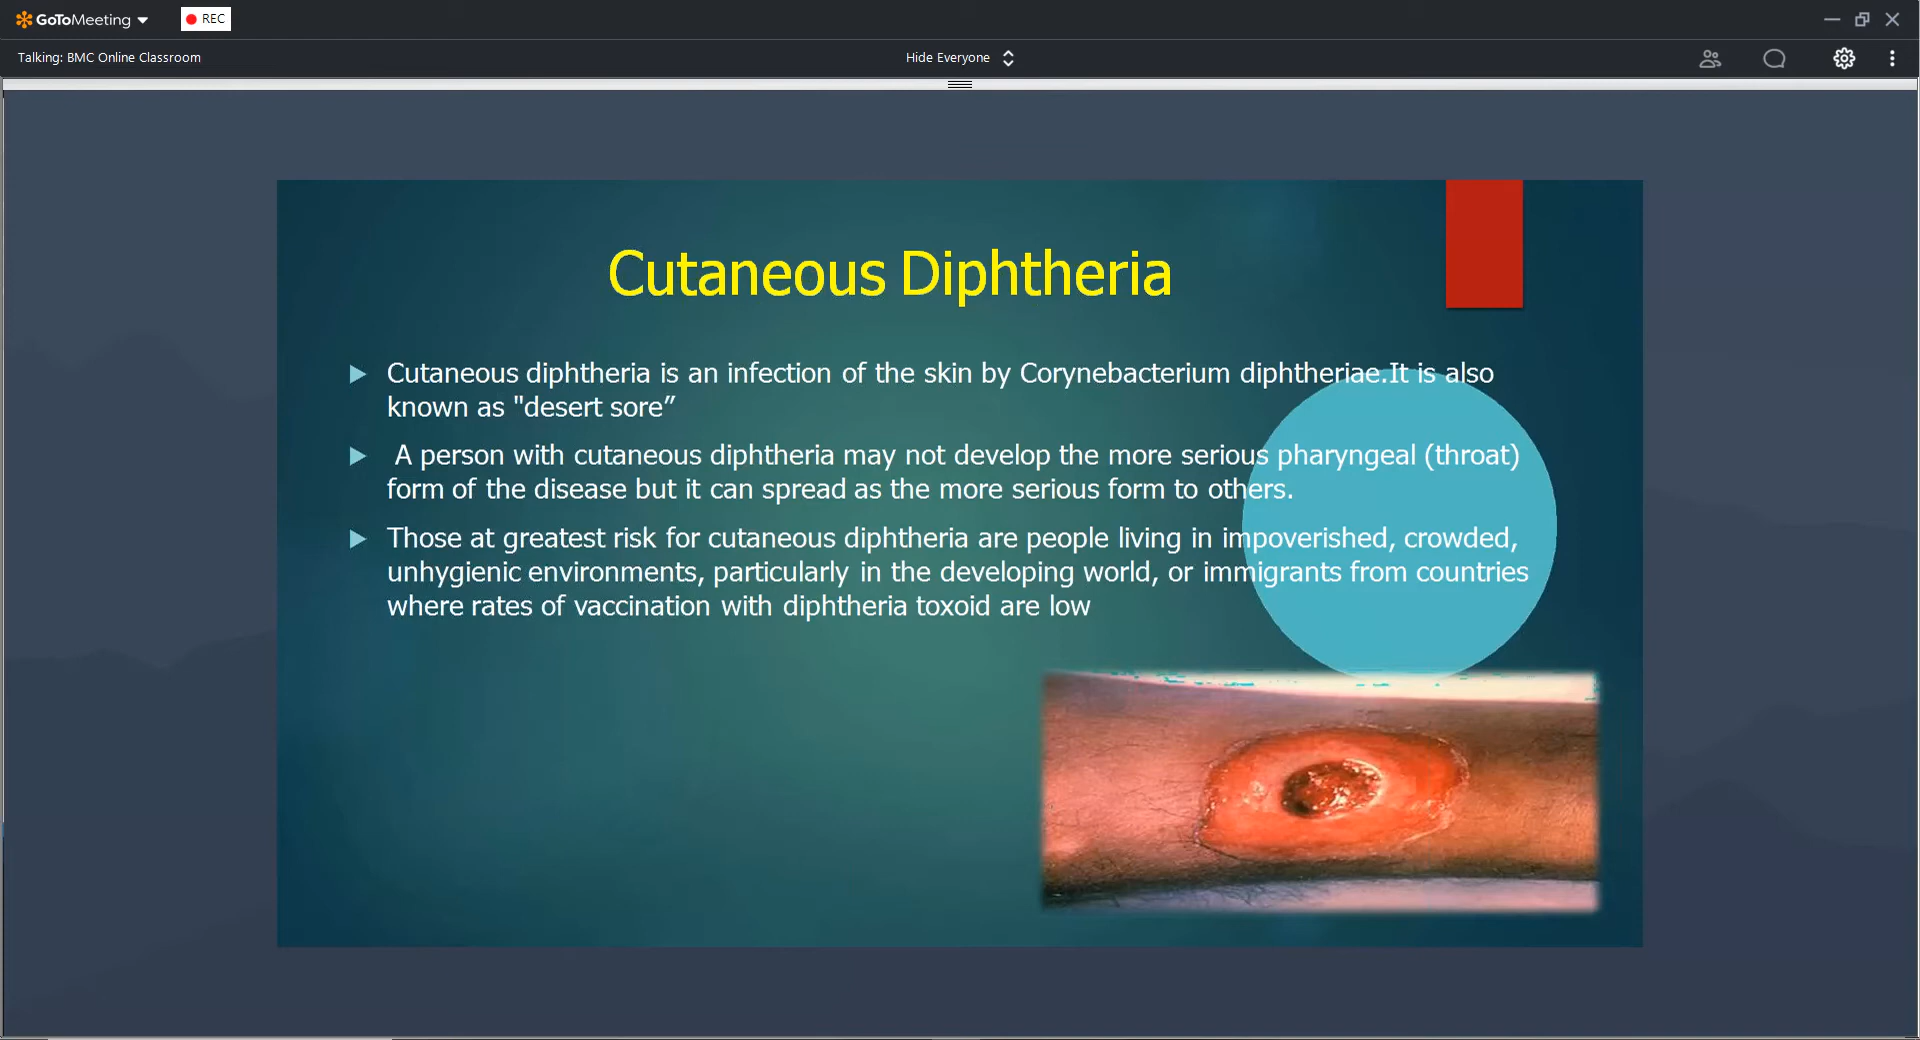 GoToMeeting
REC
Talking: BMC Online Classroom
Hide Everyone
Cutaneous Diphtheria
Cutaneous diphtheria is an infection of the skin by Corynebacterium diphtheriae.It is also
known as "desert sore”
A person with cutaneous diphtheria may not develop the more serious pharyngeal (throat)
form of the disease but it can spread as the more serious form to others.
Those at greatest risk for cutaneous diphtheria are people living in impoverished, crowded,
unhygienic environments, particularly in the developing world, or immigrants from countries
where rates of vaccination with diphtheria toxoid are low